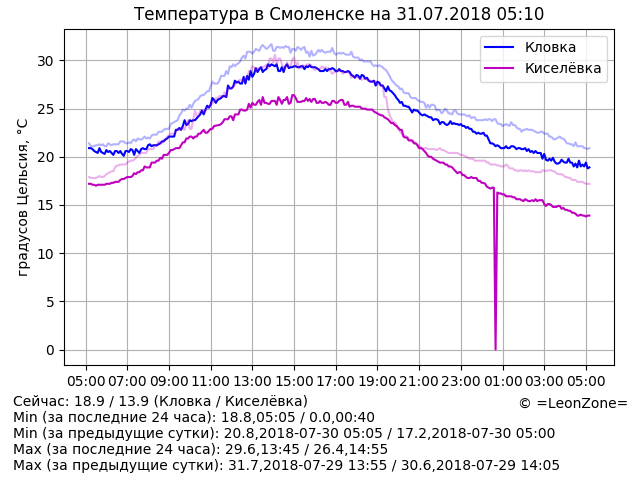 Температура в Смоленске на 31.07.2018 05:10
градусов Цельсия, °C
30
25
20
15
10
5
0
Кловка
Киселёвка
05:00 07:00 09:00 11:00 13:00 15:00 17:00 19:00 21:00 23:00 01:00 03:00 05:00
Сейчас: 18.9 / 13.9 (Кловка / Киселёвка)
© =LeonZone=
Min (за последние 24 часа): 18.8,05:05 / 0.0,00:40
Min (за предыдущие сутки): 20.8,2018-07-30 05:05 / 17.2,2018-07-30 05:00
Max (за последние 24 часа): 29.6,13:45 / 26.4,14:55
Max (за предыдущие сутки): 31.7,2018-07-29 13:55 / 30.6,2018-07-29 14:05